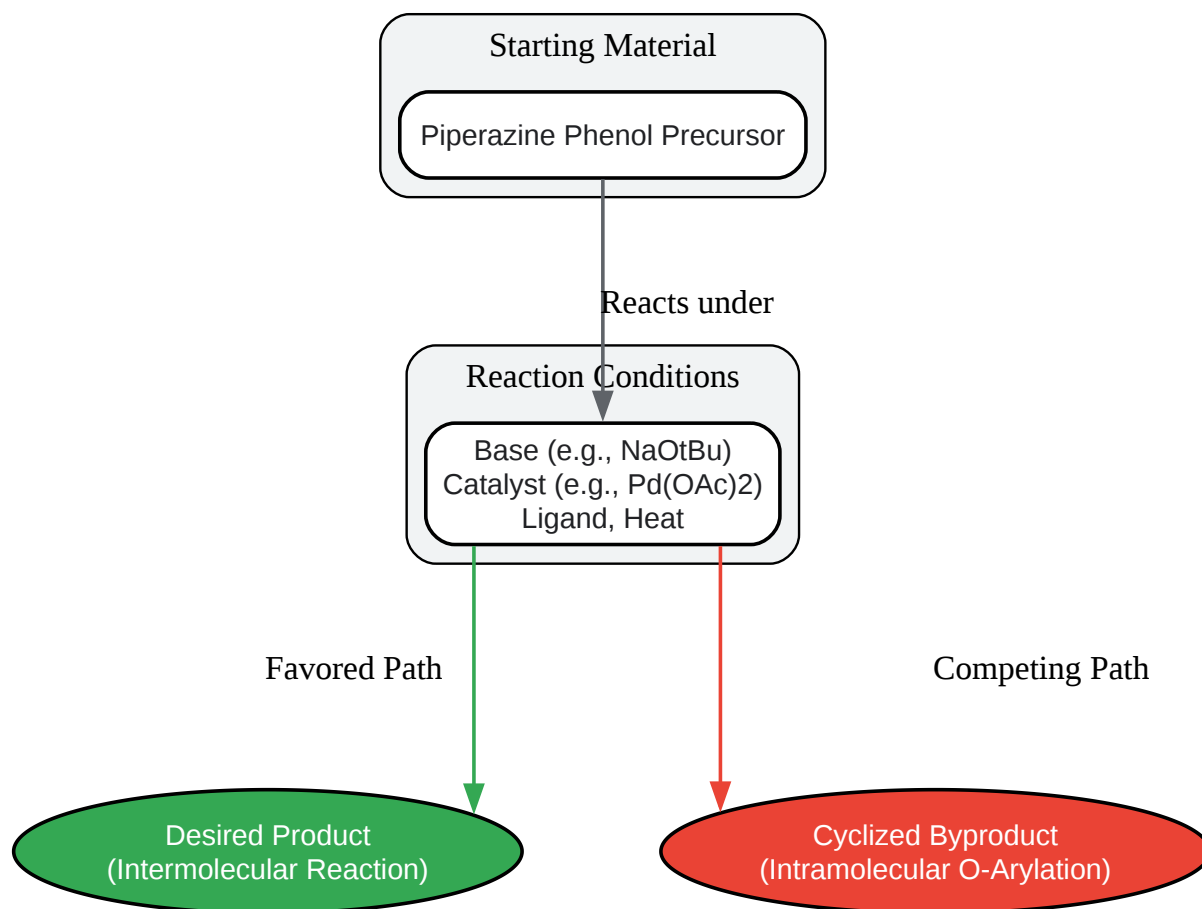 Starting Material
Piperazine Phenol Precursor
Reacts under
Reaction Conditions
Base (e.g., NaOtBu)
Catalyst (e.g., Pd(OAc)2)
Ligand, Heat
Favored Path
Competing Path
Desired Product
(Intermolecular Reaction)
Cyclized Byproduct
(Intramolecular O-Arylation)